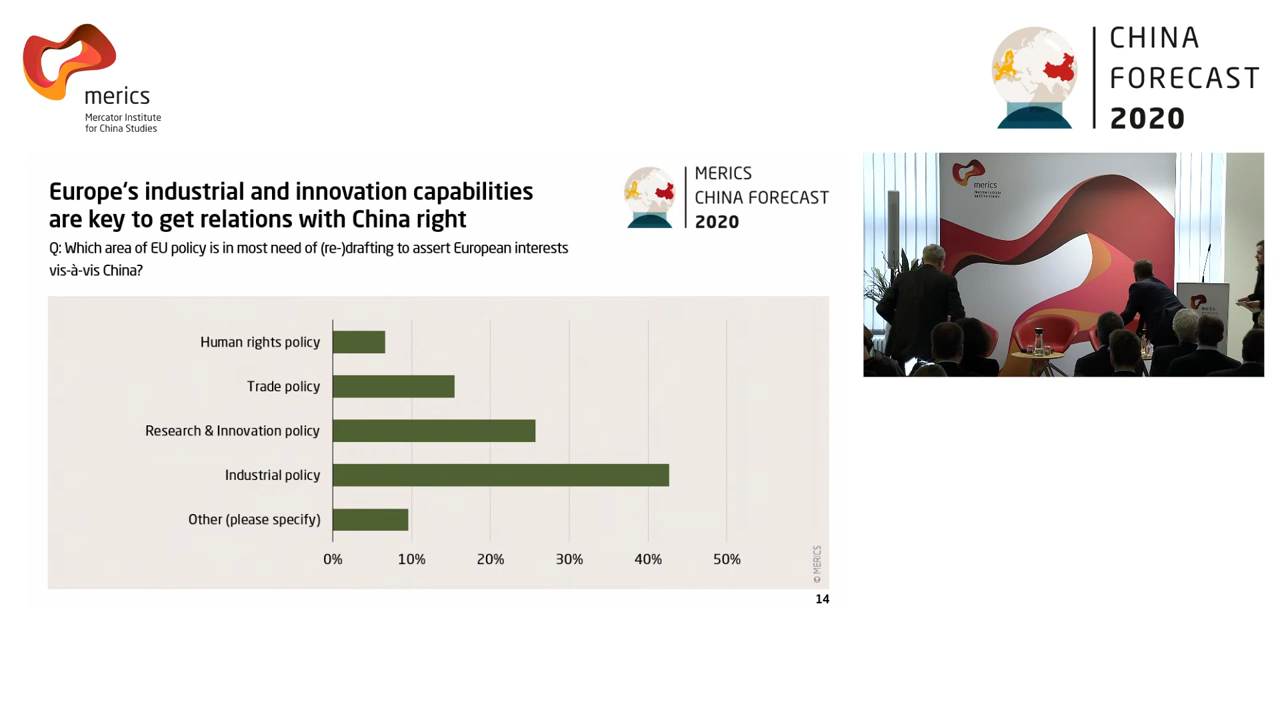 merics
Mercator Institute
for China Studies
CHINA
FORECAST
2020
Europe‘s industrial and innovation capabilities
are key to get relations with China right
Q: Which area of EU policy is in most need of (re-)drafting to assert European interests
vis-à-vis China?
MERICS
CHINA FORECAST
2020
Human rights policy
Trade policy
Research & Innovation policy
Industrial policy
Other (please specify)
0% 10% 20% 30% 40% 50%
© MERICS
14
merics